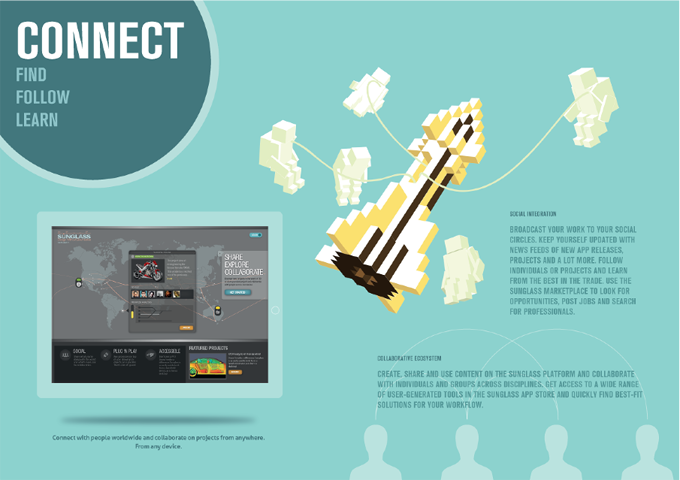 CONNECT
FIND
FOLLOW
LEARN
SUNGLASS
SHARE
EXPLORE
COLLABORATE
SOCIAL
PLUG N PLAY
ACCESSIBLE
FEATURED PROJECTS
Connect with people worldwide and collaborate on projects from anywhere.
From any device.
SOCIAL INTEGRATION
BROADCAST YOUR WORK TO YOUR SOCIAL
CIRCLES. KEEP YOURSELF UPDATED WITH
NEWS FEEDS OF NEW APP RELEASES,
PROJECTS AND A LOT MORE. FOLLOW
INDIVIDUALS OR PROJECTS AND LEARN
FROM THE BEST IN THE TRADE. USE THE
SUNGLASS MARKETPLACE TO LOOK FOR
OPPORTUNITIES, POST JOBS AND SEARCH
FOR PROFESSIONALS.
COLLABORATIVE ECOSYSTEM
CREATE, SHARE AND USE CONTENT ON THE SUNGLASS PLATFORM AND COLLABORATE
WITH INDIVIDUALS AND GROUPS ACROSS DISCIPLINES. GET ACCESS TO A WIDE RANGE
OF USER-GENERATED TOOLS IN THE SUNGLASS APP STORE AND QUICKLY FIND BEST-FIT
SOLUTIONS FOR YOUR WORKFLOW.